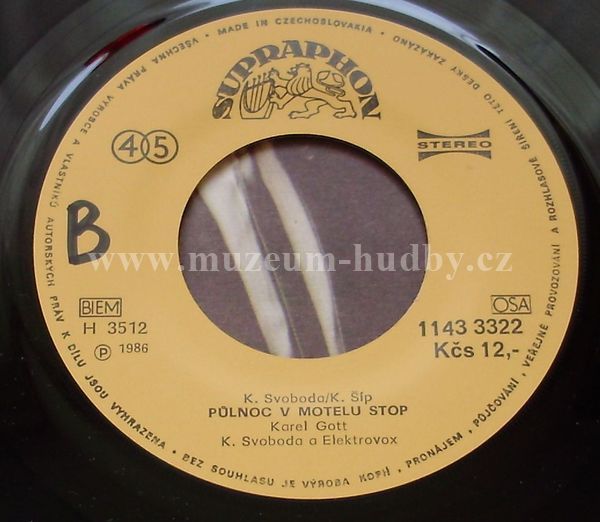 VŠECHNA PRÁVA VÝROBCE A VLASTNÍKŮ AUTORSKÝCH PRÁV K DÍLU JSOU VYHRAZENA • BEZ SOUHLASU JE VÝROBA KOPIÍ, PRONÁJEM, PŮJČOVÁNÍ, VEŘEJNÉ PROVOZOVÁNÍ A ROZHLASOVÉ ŠÍŘENÍ TÉTO DESKY ZAKÁZÁNO • MADE IN CZECHOSLOVAKIA •
SUPRAPHON
45
STEREO
B
www.muzeum-hudby.cz
BIEM
OSA
H 3512
1143 3322
Ⓟ 1986
Kčs 12,-
K. Svoboda/K. Šíp
PŮLNOC V MOTELU STOP
Karel Gott
K. Svoboda a Elektrovox